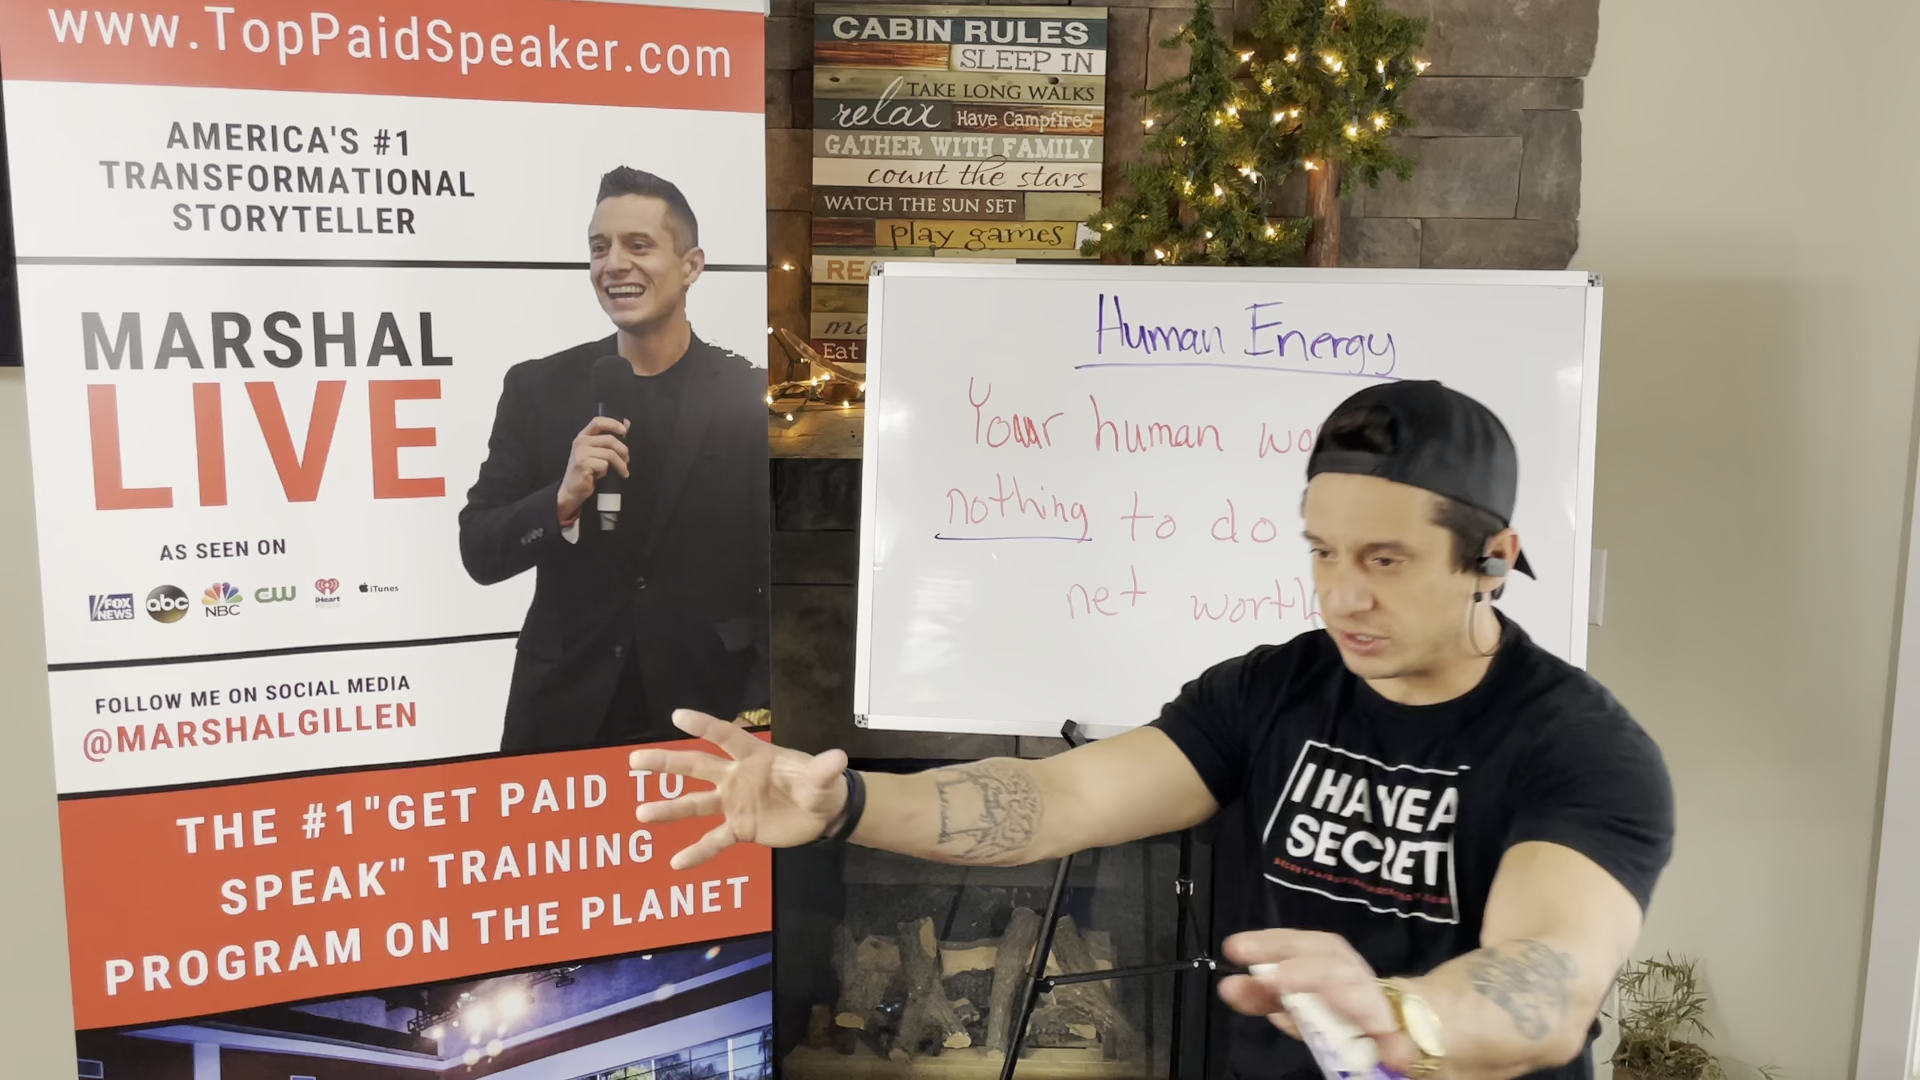 www.TopPaidSpeaker.com
AMERICA'S #1
TRANSFORMATIONAL
STORYTELLER
MARSHAL
LIVE
AS SEEN ON
FOX NEWS
abc
NBC
CW
iHeart
iTunes
FOLLOW ME ON SOCIAL MEDIA
@MARSHALGILLEN
THE #1"GET PAID TO
SPEAK" TRAINING
PROGRAM ON THE PLANET
CABIN RULES
SLEEP IN
TAKE LONG WALKS
relax Have Campfires
GATHER WITH FAMILY
count the stars
WATCH THE SUN SET
play games
Eat
Human Energy
Your human
nothing to do
net worth
I HAVE A
SECRET